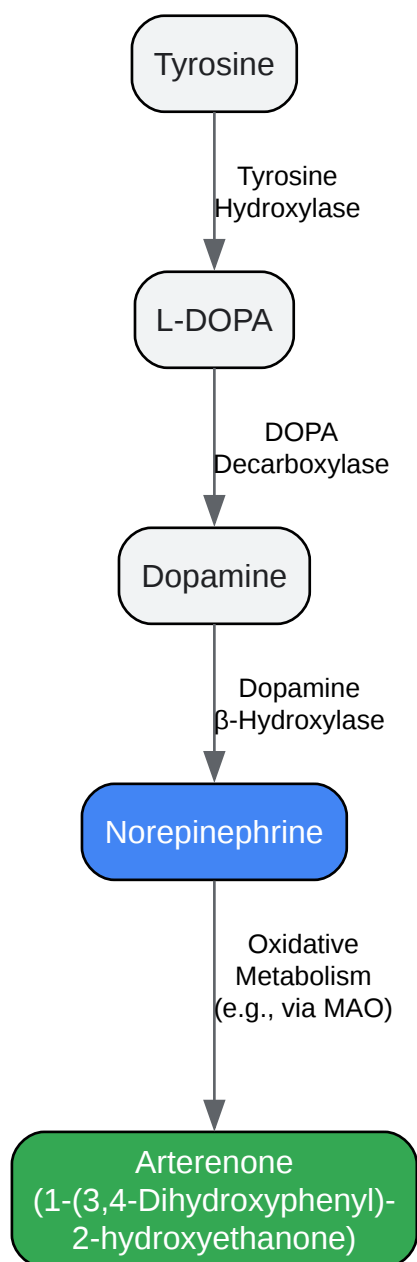 Tyrosine
Tyrosine
Hydroxylase
L-DOPA
DOPA
Decarboxylase
Dopamine
Dopamine
β-Hydroxylase
Norepinephrine
Oxidative
Metabolism
(e.g., via MAO)
Arterenone
(1-(3,4-Dihydroxyphenyl)-
2-hydroxyethanone)